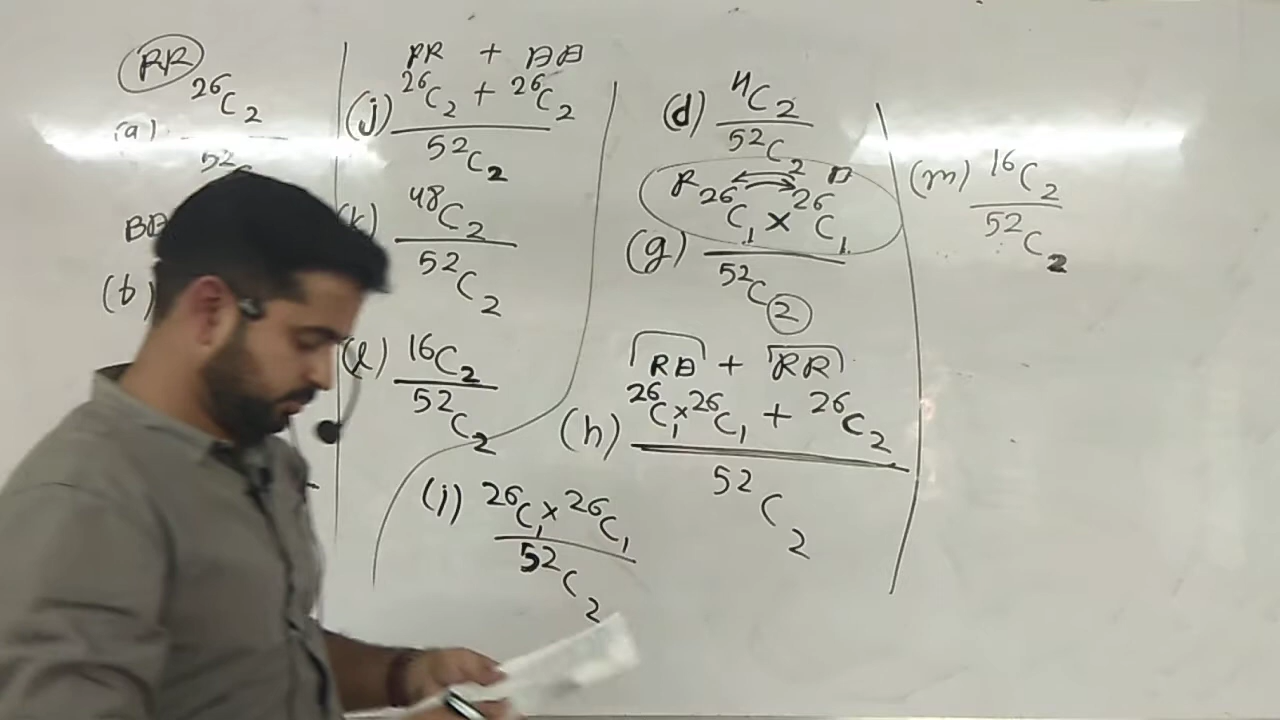 RR
²⁶C₂
(a)
52
BB
(b)
RR + BB
(j) ²⁶C₂ + ²⁶C₂
⁵²C₂
⁴⁸C₂
⁵²C₂
(l) ¹⁶C₂
⁵²C₂
(i) ²⁶C₁ × ²⁶C₁
⁵²C₂
(d) ⁴C₂
⁵²C₂
R B
²⁶C₁ × ²⁶C₁
(g)
⁵²C₂
RB + RR
(h) ²⁶C₁ × ²⁶C₁ + ²⁶C₂
⁵²C₂
(m) ¹⁶C₂
⁵²C₂